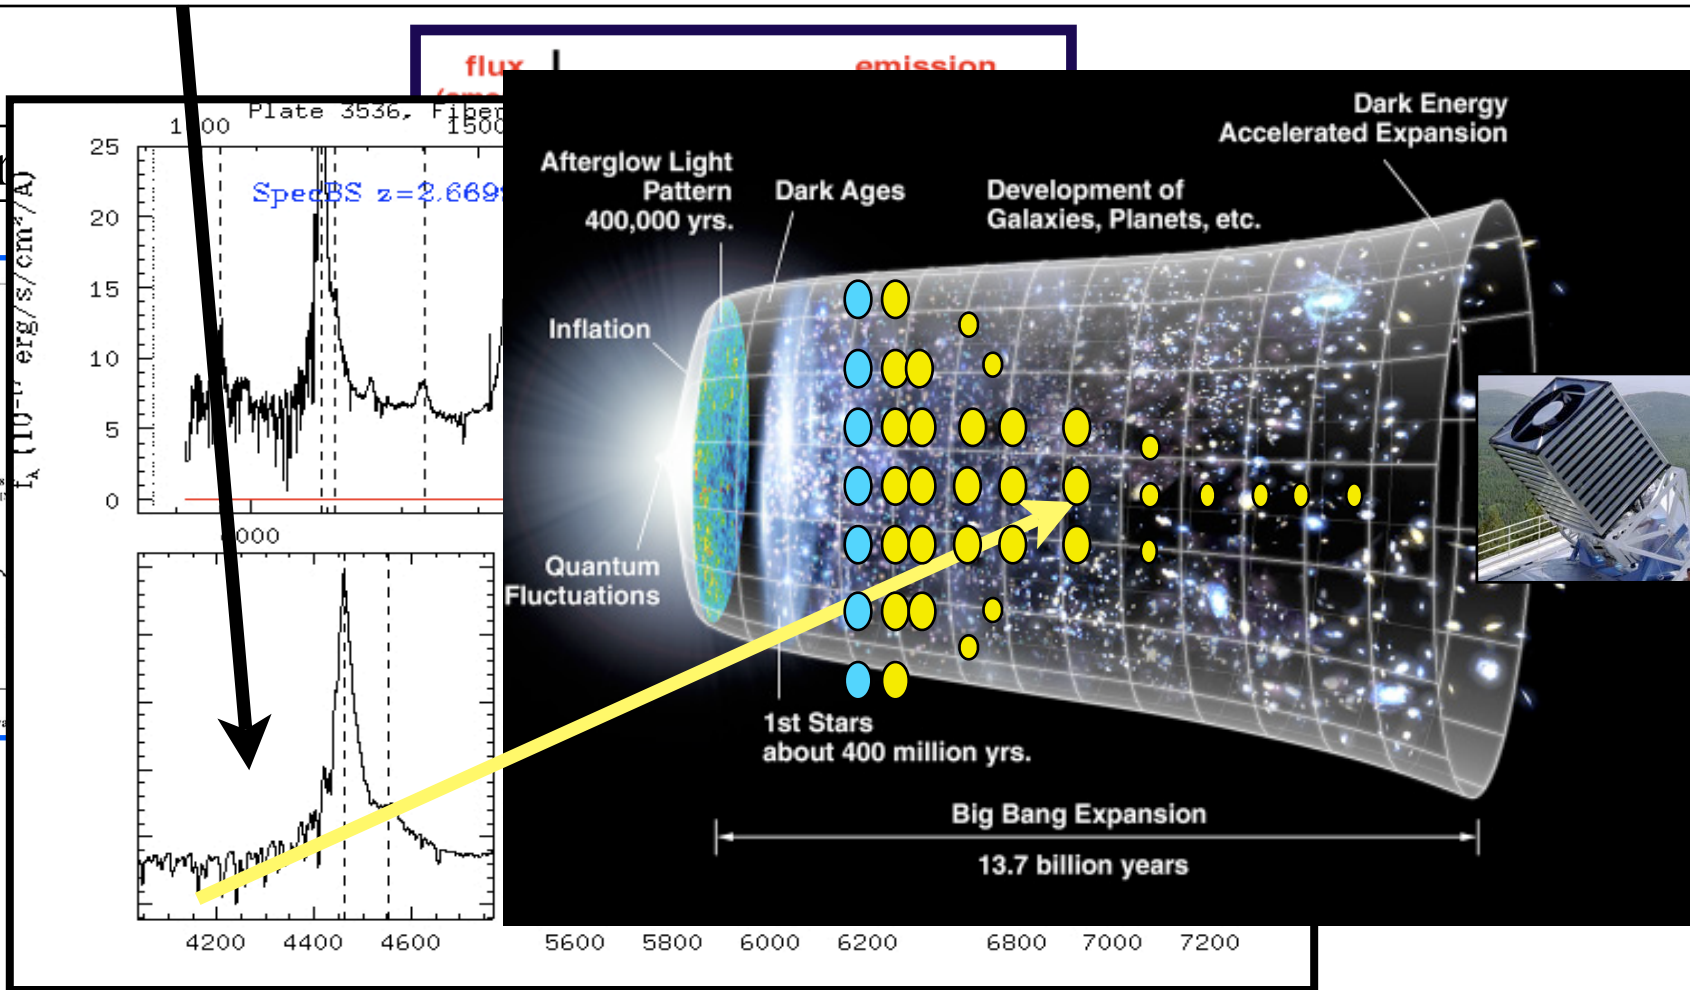 flux
emission
Plate 3536, Fiber
1500
SpecBS z=2.669
25
20
15
10
5
0
erg/s/cm²/Å)
4200 4400 4600 5600 5800 6000 6200 6800 7000 7200
Dark Energy
Accelerated Expansion
Afterglow Light
Pattern
400,000 yrs.
Dark Ages
Development of
Galaxies, Planets, etc.
Inflation
Quantum
Fluctuations
1st Stars
about 400 million yrs.
Big Bang Expansion
13.7 billion years